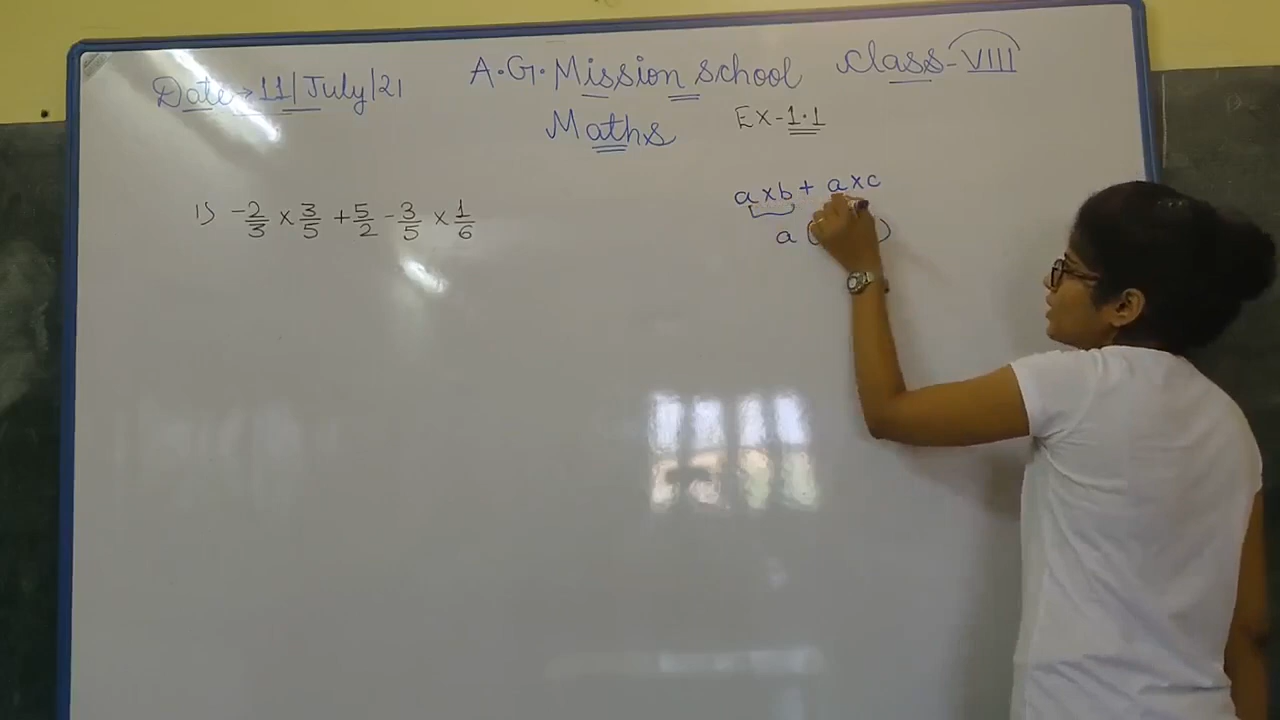 Date → 11/July/21
A.G.Mission school Class-VIII
Maths
Ex-1.1
1) -2/3 × 3/5 + 5/2 - 3/5 × 1/6
a×b + a×c
a ( )